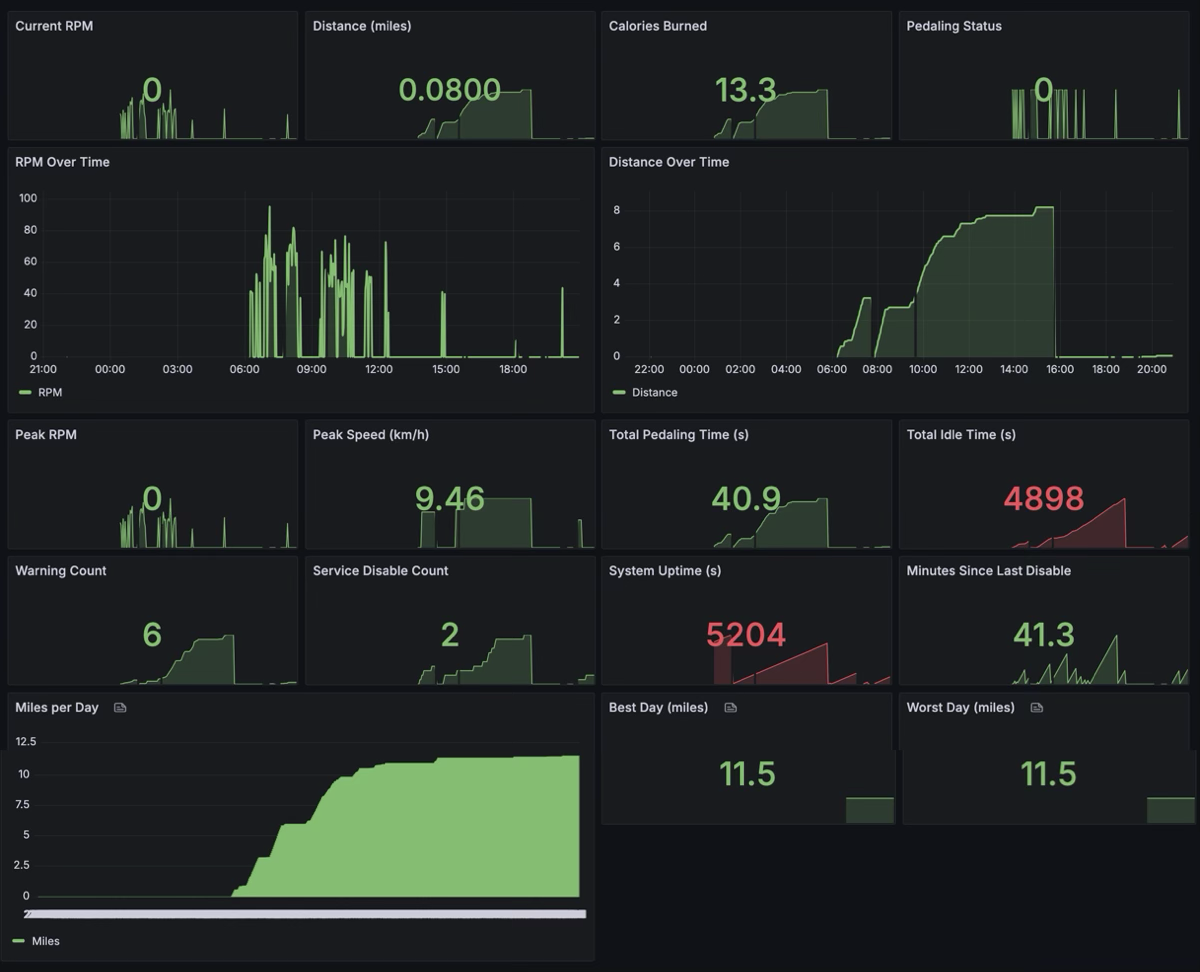 Current RPM
0
Distance (miles)
0.0800
Calories Burned
13.3
Pedaling Status
0
RPM Over Time
100
80
60
40
20
0
21:00 00:00 03:00 06:00 09:00 12:00 15:00 18:00
RPM
Distance Over Time
8
6
4
2
0
22:00 00:00 02:00 04:00 06:00 08:00 10:00 12:00 14:00 16:00 18:00 20:00
Distance
Peak RPM
0
Peak Speed (km/h)
9.46
Total Pedaling Time (s)
40.9
Total Idle Time (s)
4898
Warning Count
6
Service Disable Count
2
System Uptime (s)
5204
Minutes Since Last Disable
41.3
Miles per Day
12.5
10
7.5
5
2.5
0
Miles
Best Day (miles)
11.5
Worst Day (miles)
11.5